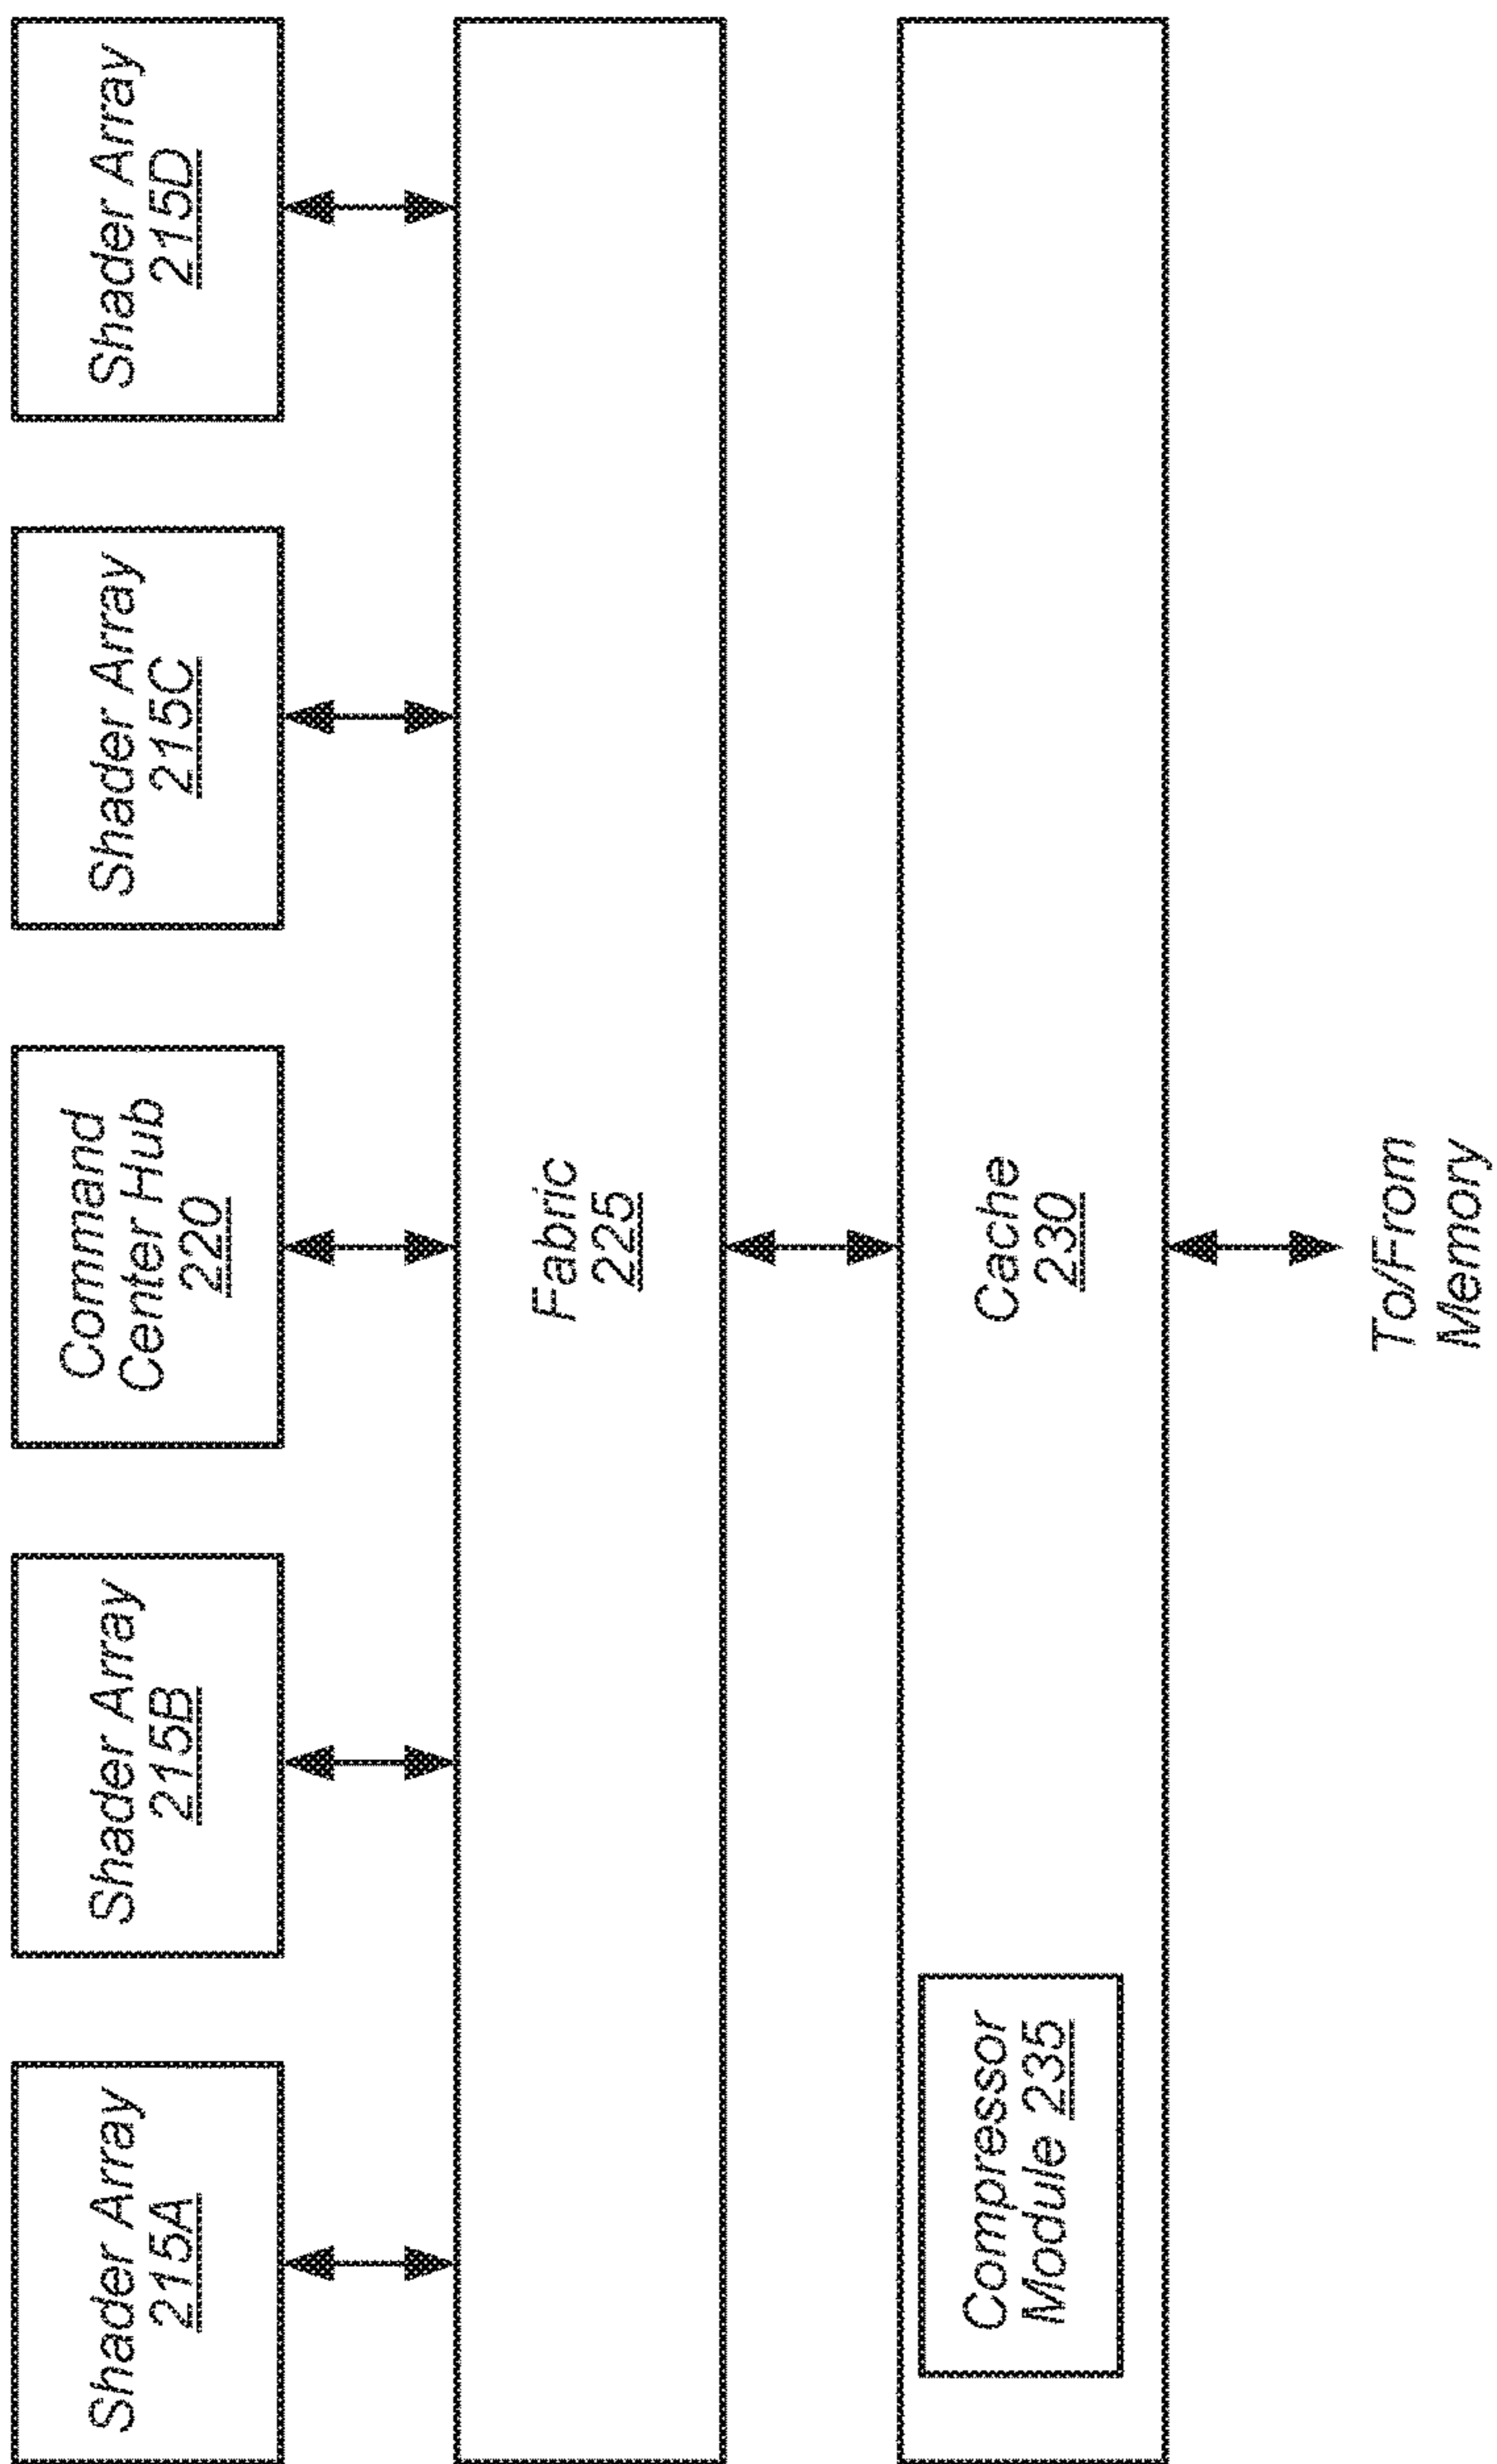 Shader Array
215A
Shader Array
215B
Command
Center Hub
220
Shader Array
215C
Shader Array
215D
Fabric
225
Compressor
Module 235
Cache
230
To/From
Memory